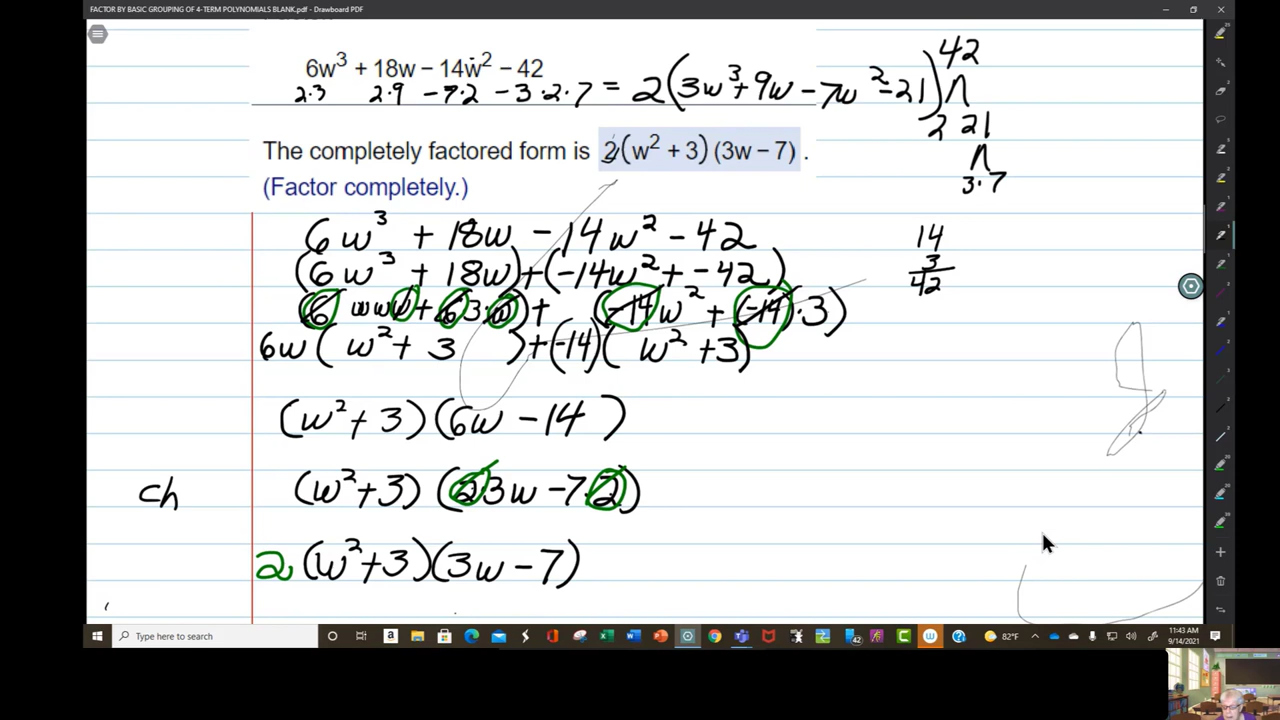 FACTOR BY BASIC GROUPING OF 4-TERM POLYNOMIALS BLANK.pdf - Drawboard PDF
6w³ + 18w − 14w² − 42
2·3 2·9 −7·2 −3·2·7 = 2(3w³+9w−7w²−21)
42
2 21
3·7
The completely factored form is 2(w² + 3)(3w − 7).
(Factor completely.)
6w³ + 18w − 14w² − 42
(6w³ + 18w)+(−14w² + −42)
(6 www + 6 3·w)+ (−14w² + (−14)·3)
6w(w² + 3)+(−14)(w² +3)
14
3
42
(w² + 3)(6w − 14)
ch
(w²+3)(2·3w −7·2)
2(w²+3)(3w −7)
Type here to search
42
82°F
11:43 AM
9/14/2021